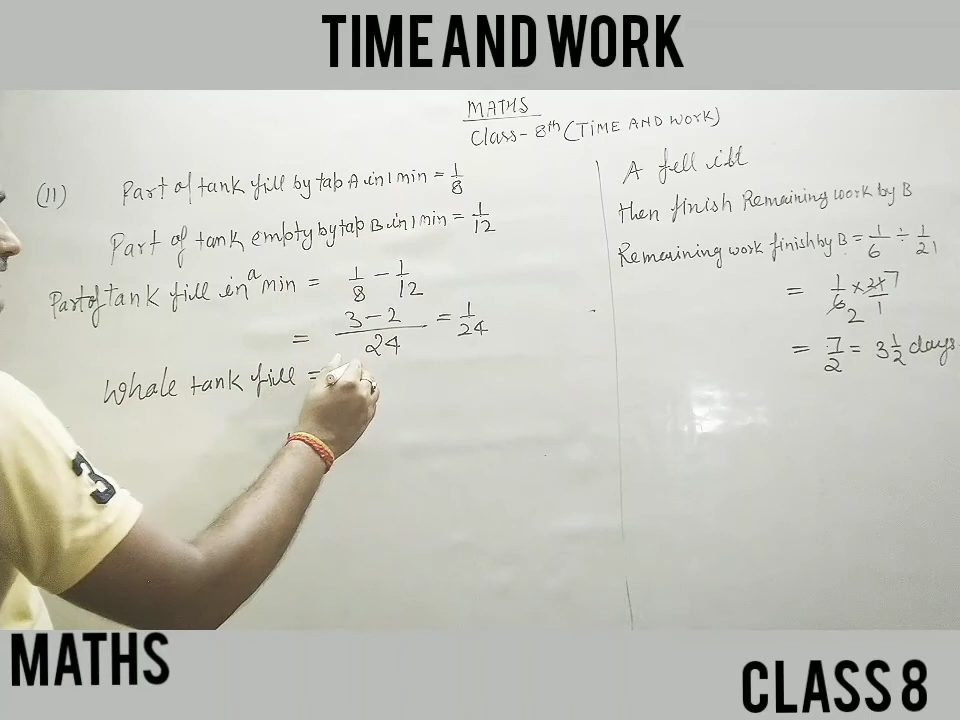 TIME AND WORK
MATHS
Class - 8th (TIME AND WORK)
(11) Part of tank fill by tap A in 1 min = 1/8
Part of tank empty by tap B in 1 min = 1/12
Part of tank fill in a min = 1/8 - 1/12
= 3-2/24 = 1/24
Whale tank fill =
A fell ill
then finish Remaining work by B
Remaining work finish by B = 1/6 ÷ 1/21
= 1/6 × 21/1 7
2
= 7/2 = 3 1/2 days
3
MATHS
CLASS 8